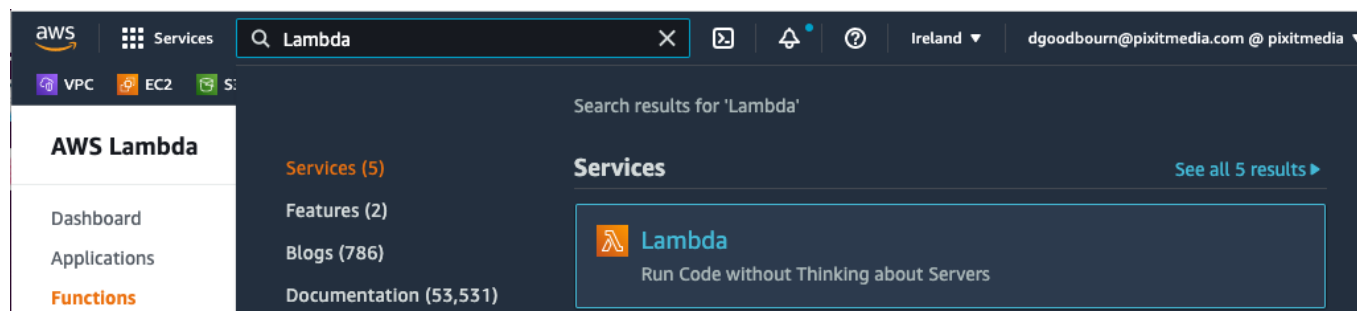 aws Services Lambda Ireland ▼ dgoodbourn@pixitmedia.com @ pixitmedia
VPC EC2
Search results for 'Lambda'
AWS Lambda
Services (5) Services See all 5 results
Features (2)
Dashboard
Lambda
Blogs (786)
Applications
Run Code without Thinking about Servers
Functions
Documentation (53,531)